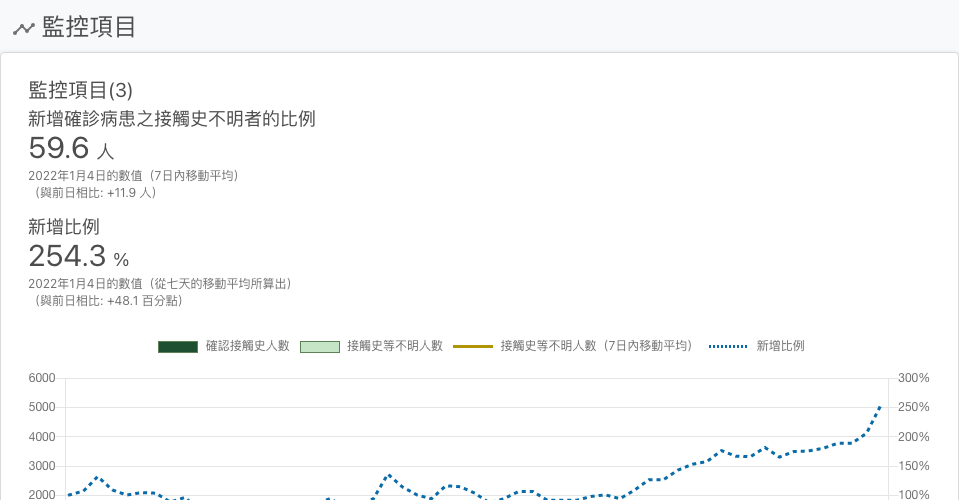 監控項目
監控項目(3)
新增確診病患之接觸史不明者的比例
59.6 人
2022年1月4日的數值（7日內移動平均）
（與前日相比: +11.9 人）
新增比例
254.3 %
2022年1月4日的數值（從七天的移動平均所算出）
（與前日相比: +48.1 百分點）
確認接觸史人數 接觸史等不明人數 接觸史等不明人數（7日內移動平均） 新增比例
6000 300%
5000 250%
4000 200%
3000 150%
2000 100%